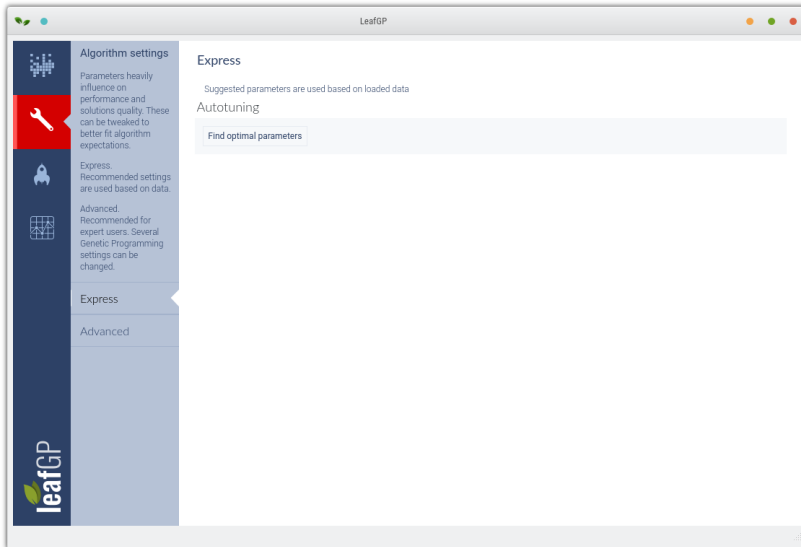 LeafGP
Algorithm settings
Parameters heavily
influence on
performance and
solutions quality. These
can be tweaked to
better fit algorithm
expectations.
Express.
Recommended settings
are used based on data.
Advanced.
Recommended for
expert users. Several
Genetic Programming
settings can be
changed.
Express
Advanced
leafGP
Express
Suggested parameters are used based on loaded data
Autotuning
Find optimal parameters